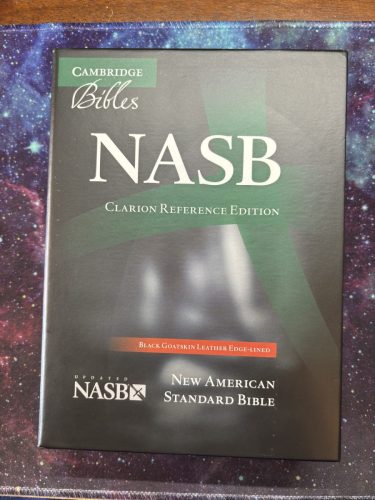 CAMBRIDGE
Bibles
NASB
CLARION REFERENCE EDITION
BLACK GOATSKIN LEATHER EDGE-LINED
UPDATED
NASB
NEW AMERICAN
STANDARD BIBLE